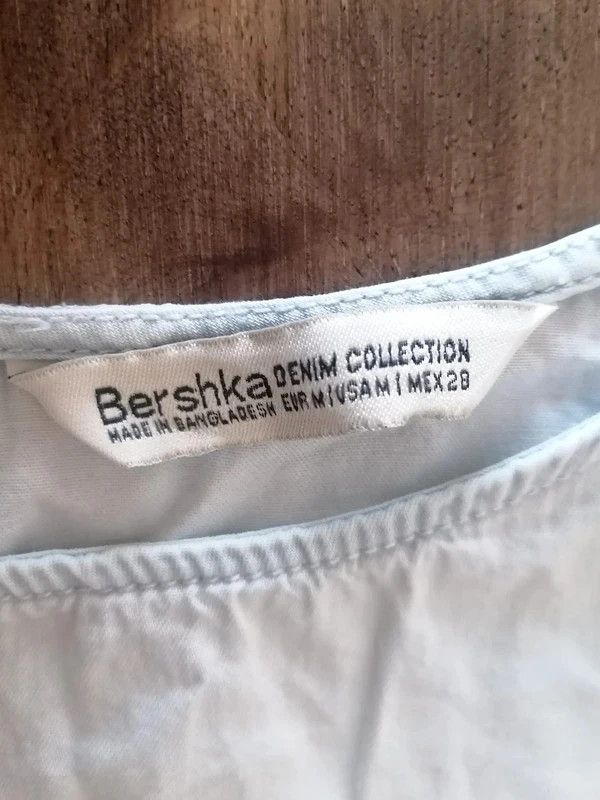 Bershka DENIM COLLECTION
MADE IN BANGLADESH EUR M | USA M | MEX 28